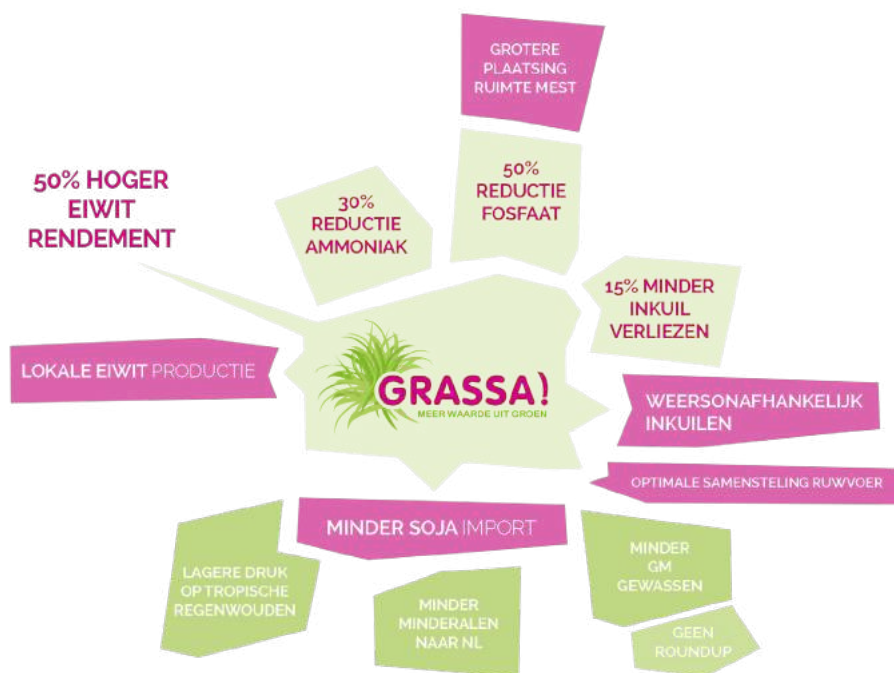 GROTERE
PLAATSING
RUIMTE MEST
50% HOGER
EIWIT
RENDEMENT
30%
REDUCTIE
AMMONIAK
50%
REDUCTIE
FOSFAAT
15% MINDER
INKUIL
VERLIEZEN
LOKALE EIWIT PRODUCTIE
GRASSA!
MEER WAARDE UIT GROEN
WEERSONAFHANKELIJK
INKUILEN
OPTIMALE SAMENSTELING RUWVOER
MINDER SOJA IMPORT
LAGERE DRUK
OP TROPISCHE
REGENWOUDEN
MINDER
MINDERALEN
NAAR NL
MINDER
GM
GEWASSEN
GEEN
ROUNDUP